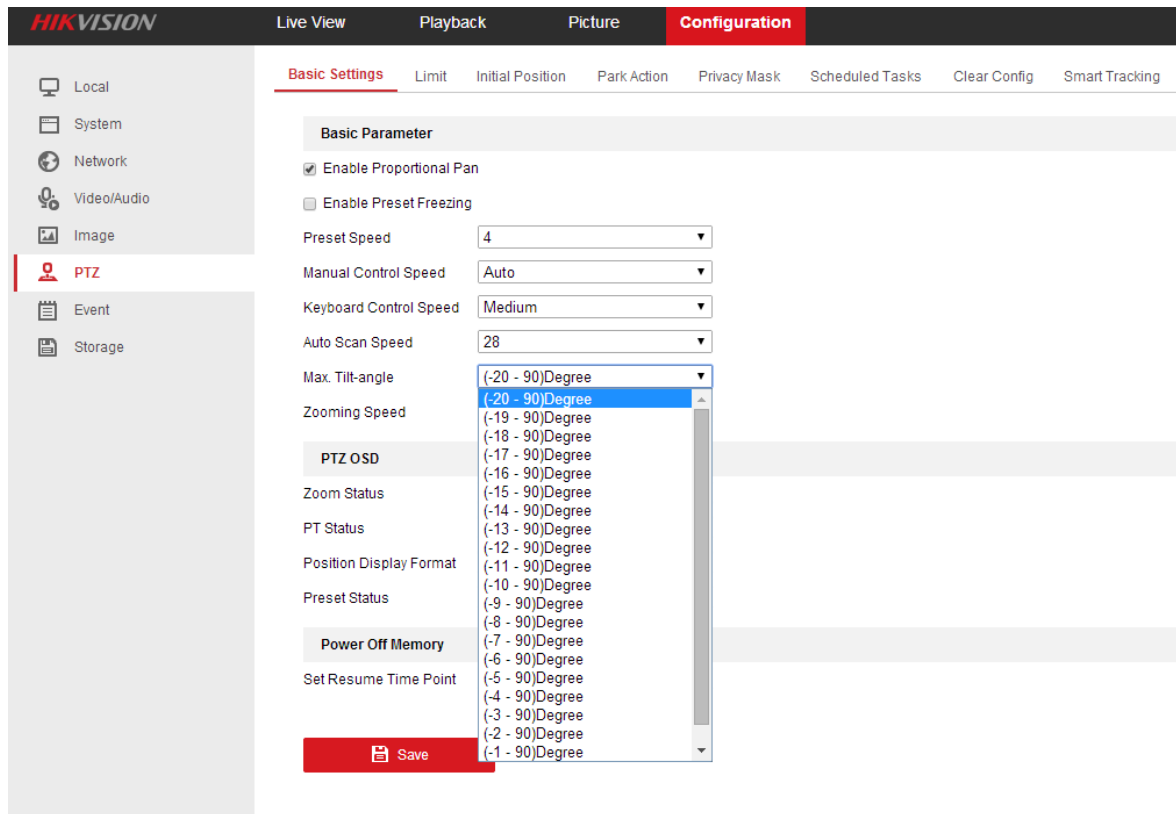 HIKVISION
Live View Playback Picture Configuration
Local
System
Network
Video/Audio
Image
PTZ
Event
Storage
Basic Settings Limit Initial Position Park Action Privacy Mask Scheduled Tasks Clear Config Smart Tracking
Basic Parameter
Enable Proportional Pan
Enable Preset Freezing
Preset Speed 4
Manual Control Speed Auto
Keyboard Control Speed Medium
Auto Scan Speed 28
Max. Tilt-angle (-20 - 90)Degree
(-20 - 90)Degree
Zooming Speed (-19 - 90)Degree
(-18 - 90)Degree
(-17 - 90)Degree
PTZ OSD (-16 - 90)Degree
Zoom Status (-15 - 90)Degree
(-14 - 90)Degree
PT Status (-13 - 90)Degree
(-12 - 90)Degree
Position Display Format (-11 - 90)Degree
(-10 - 90)Degree
Preset Status (-9 - 90)Degree
(-8 - 90)Degree
Power Off Memory (-7 - 90)Degree
(-6 - 90)Degree
Set Resume Time Point (-5 - 90)Degree
(-4 - 90)Degree
(-3 - 90)Degree
(-2 - 90)Degree
Save (-1 - 90)Degree